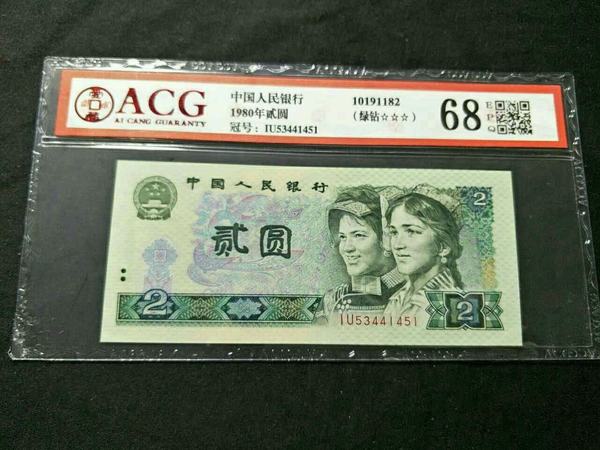 ACG
AI CANG GUARANTY
中国人民银行
1980年贰圆
冠号：IU53441451
10191182
（绿钻☆☆☆）
68
E
P
Q
中国人民银行
贰圆
2
2
2
IU53441451